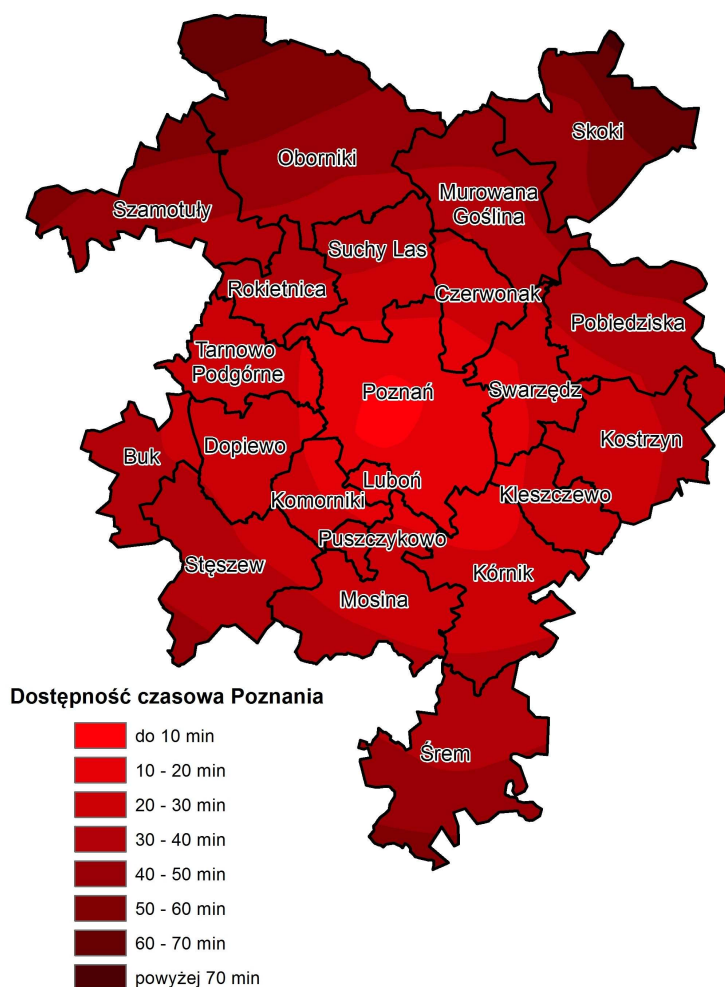 Skoki
Oborniki
Murowana
Goślina
Szamotuły
Suchy Las
Rokietnica
Czerwonak
Pobiedziska
Tarnowo
Podgórne
Poznań
Swarzędz
Kostrzyn
Buk
Dopiewo
Luboń
Komorniki
Kleszczewo
Puszczykowo
Stęszew
Kórnik
Mosina
Dostępność czasowa Poznania
Śrem
do 10 min
10 - 20 min
20 - 30 min
30 - 40 min
40 - 50 min
50 - 60 min
60 - 70 min
powyżej 70 min